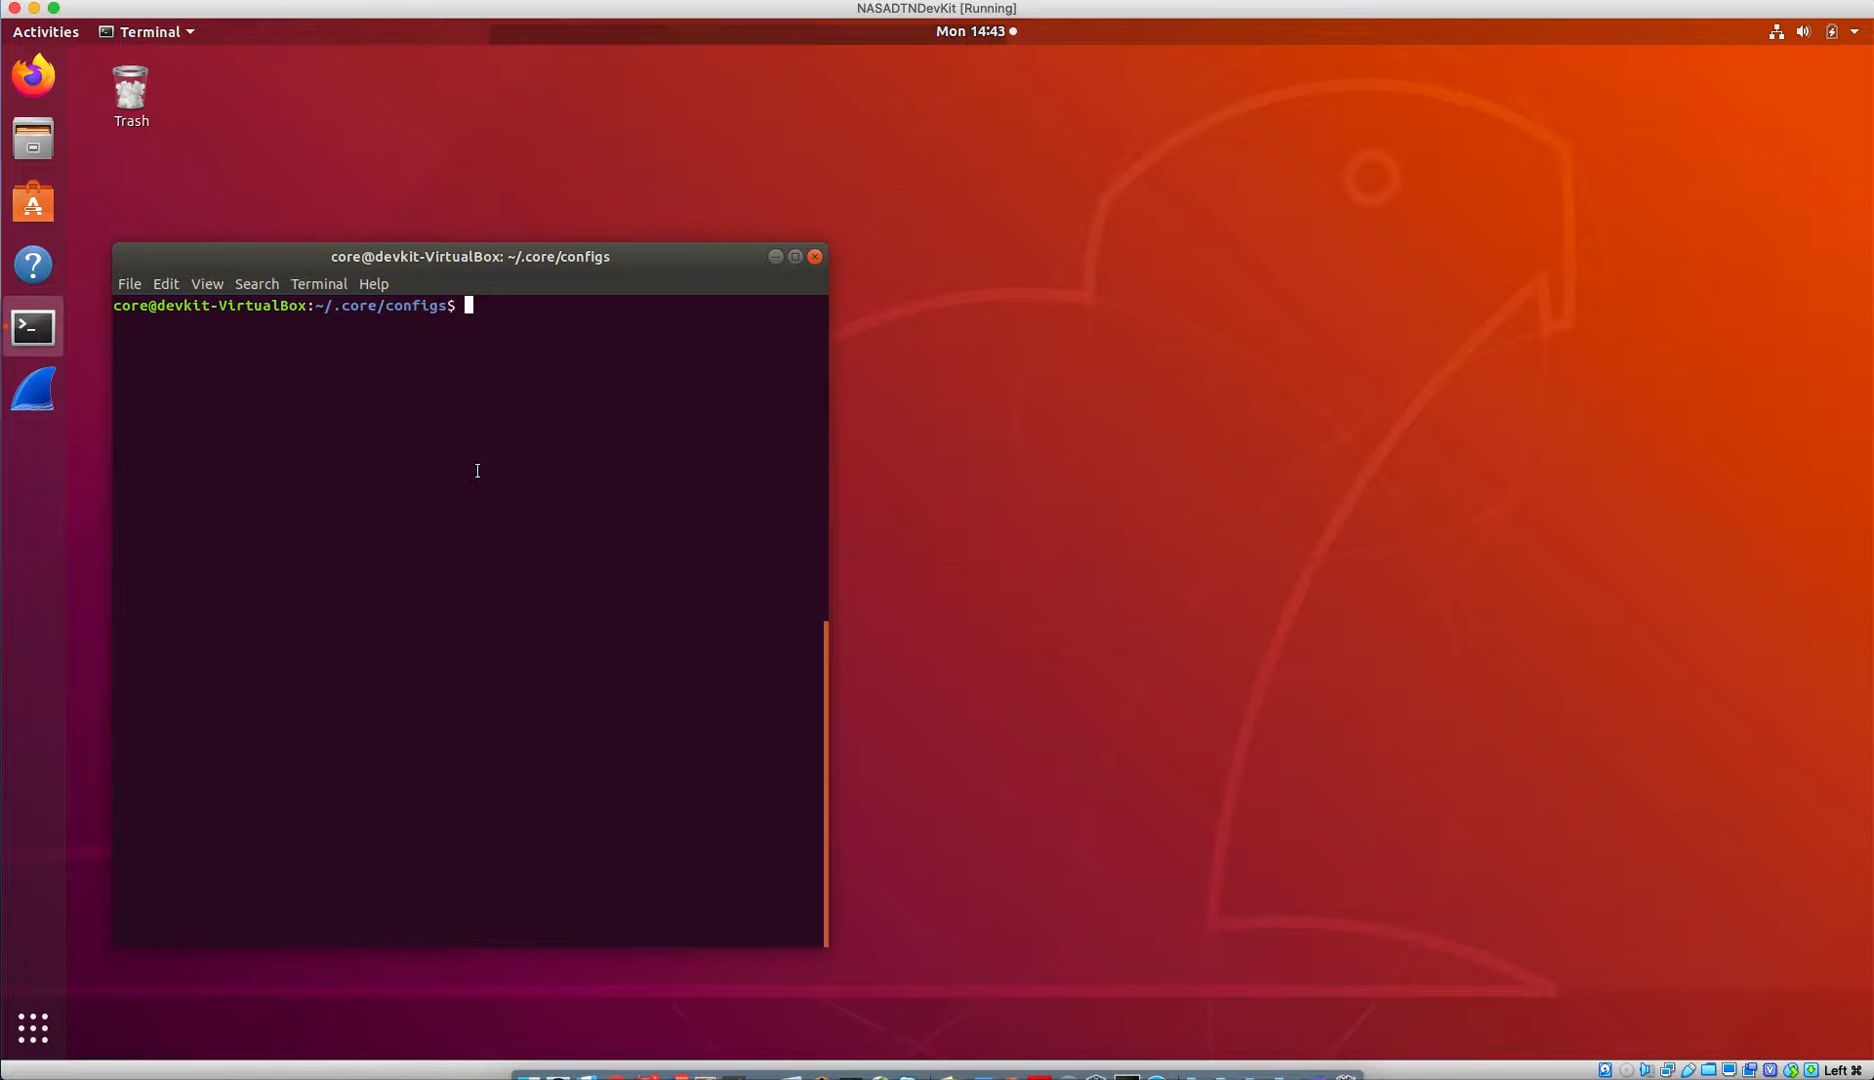 NASADTNDevKit [Running]
Activities Terminal Mon 14:43
Trash
core@devkit-VirtualBox: ~/.core/configs
File Edit View Search Terminal Help
core@devkit-VirtualBox:~/.core/configs$
Left ⌘